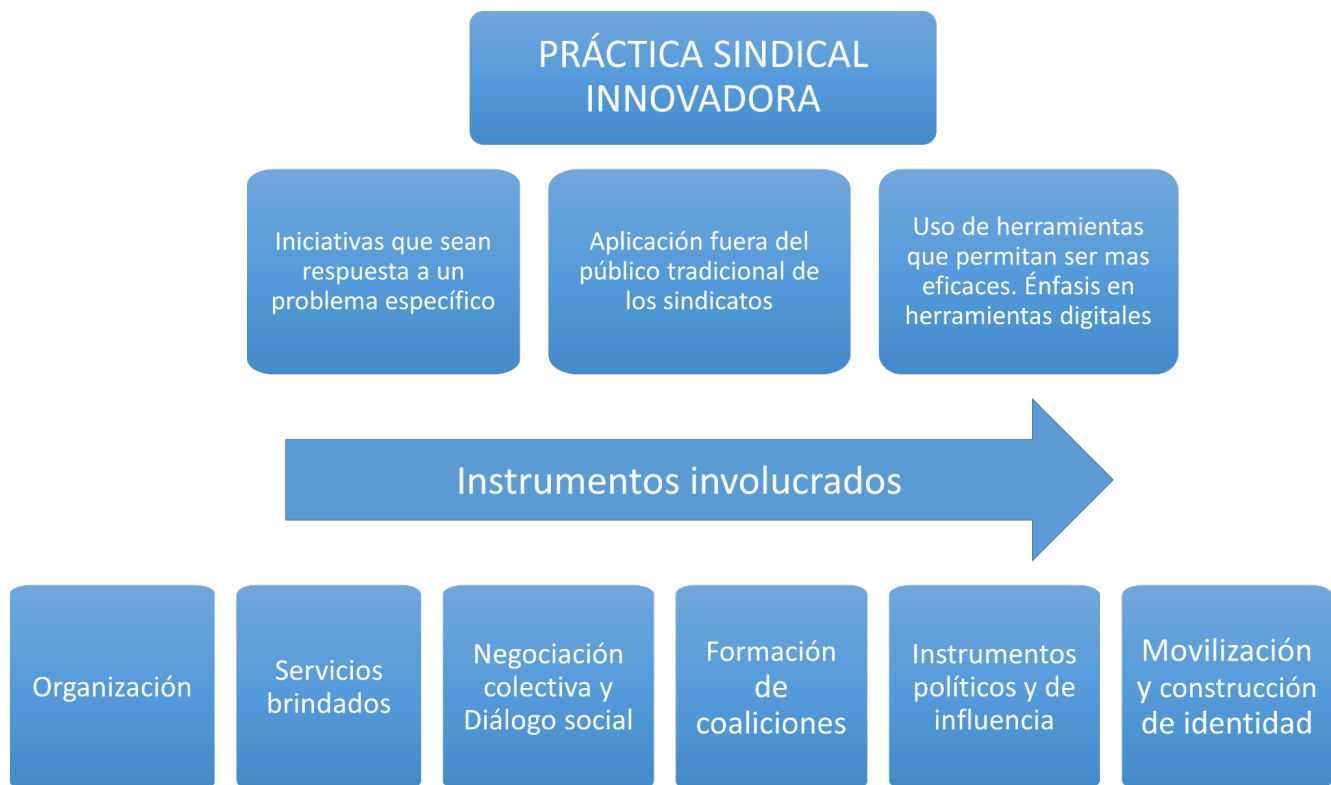 PRÁCTICA SINDICAL
INNOVADORA
Iniciativas que sean
respuesta a un
problema específico
Aplicación fuera del
público tradicional de
los sindicatos
Uso de herramientas
que permitan ser mas
eficaces. Énfasis en
herramientas digitales
Instrumentos involucrados
Organización
Servicios
brindados
Negociación
colectiva y
Diálogo social
Formación
de
coaliciones
Instrumentos
políticos y de
influencia
Movilización
y construcción
de identidad